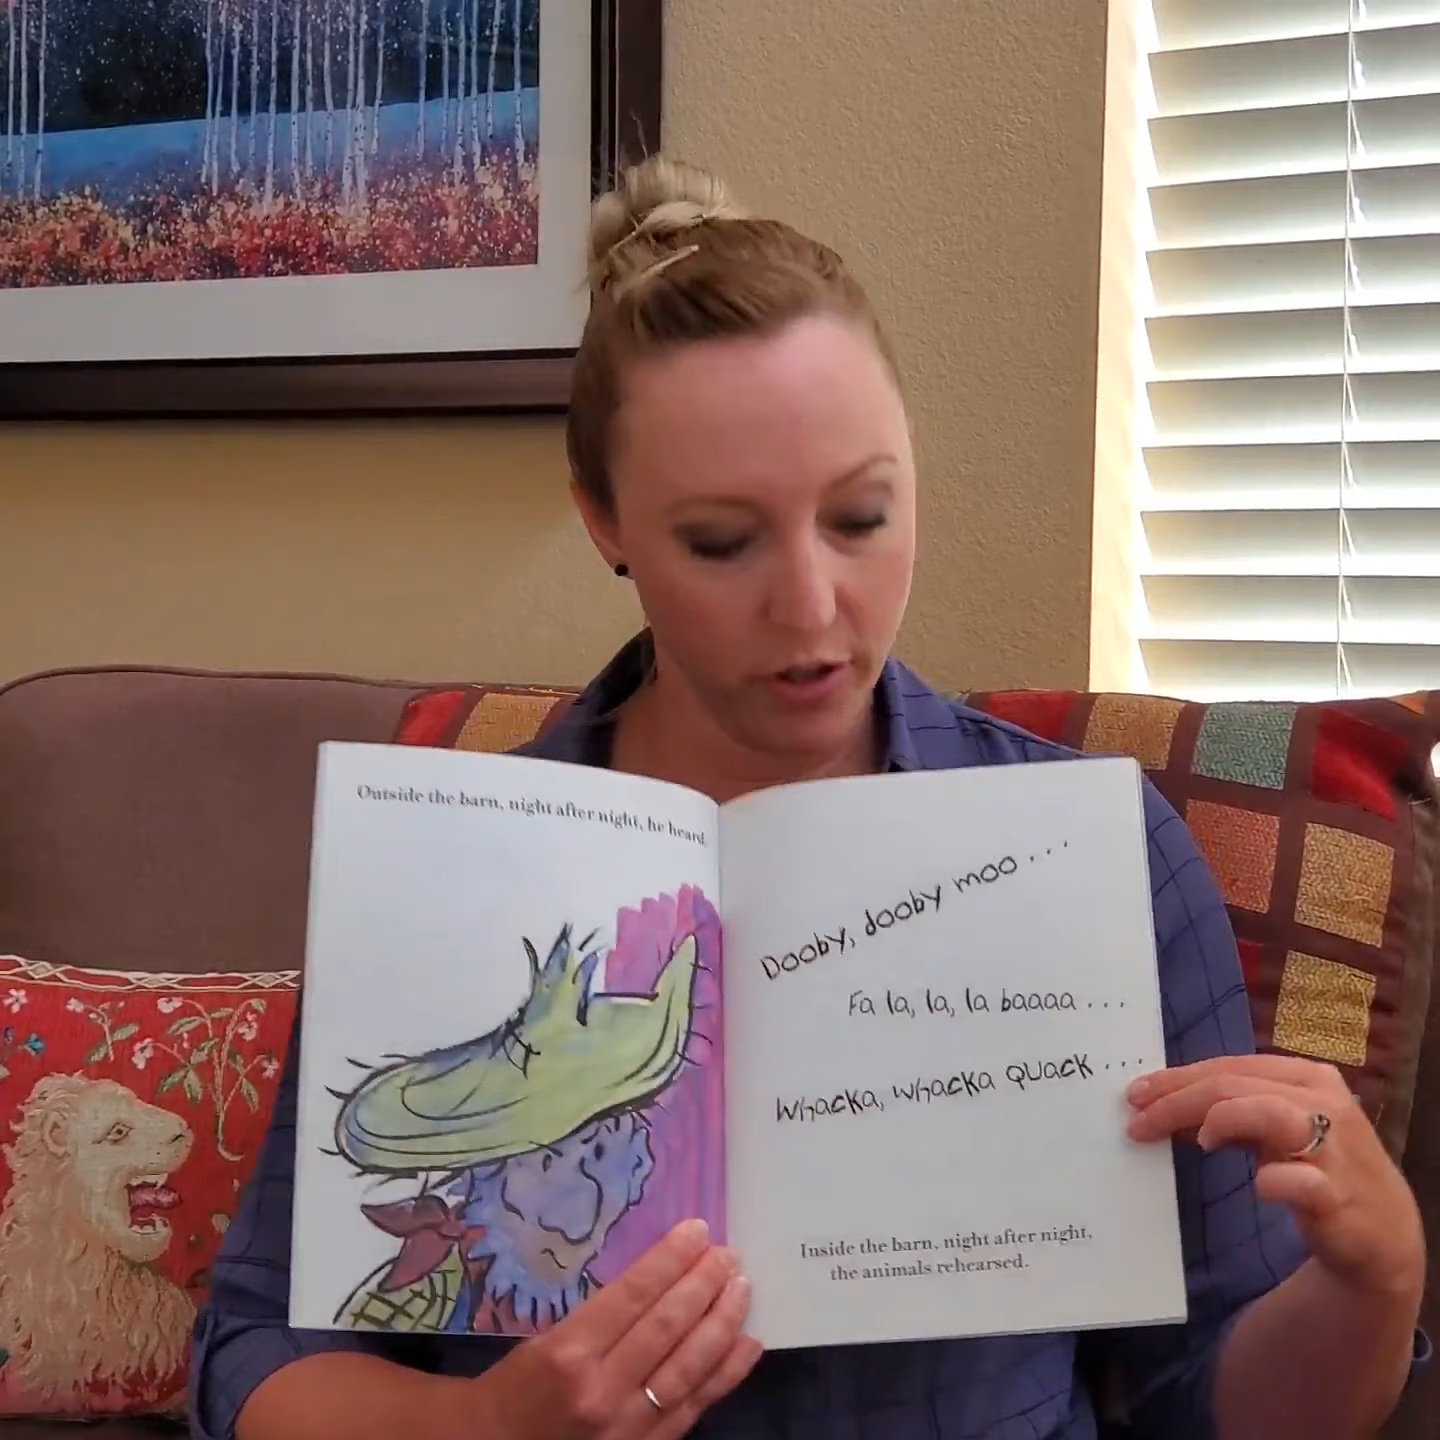 Outside the barn, night after night, he heard
Dooby, dooby moo . . .
Fa la, la, la baaaa . . .
Whacka, whacka QUack . . .
Inside the barn, night after night,
the animals rehearsed.